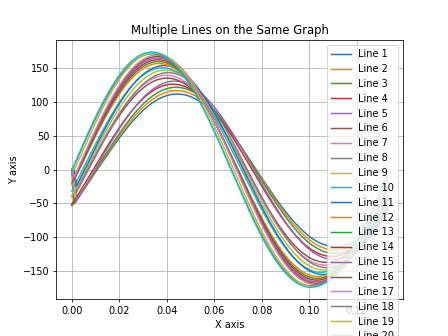 Multiple Lines on the Same Graph
Y axis
150
100
50
0
−50
−100
−150
0.00
0.02
0.04
0.06
0.08
0.10
X axis
Line 1
Line 2
Line 3
Line 4
Line 5
Line 6
Line 7
Line 8
Line 9
Line 10
Line 11
Line 12
Line 13
Line 14
Line 15
Line 16
Line 17
Line 18
Line 19
Line 20